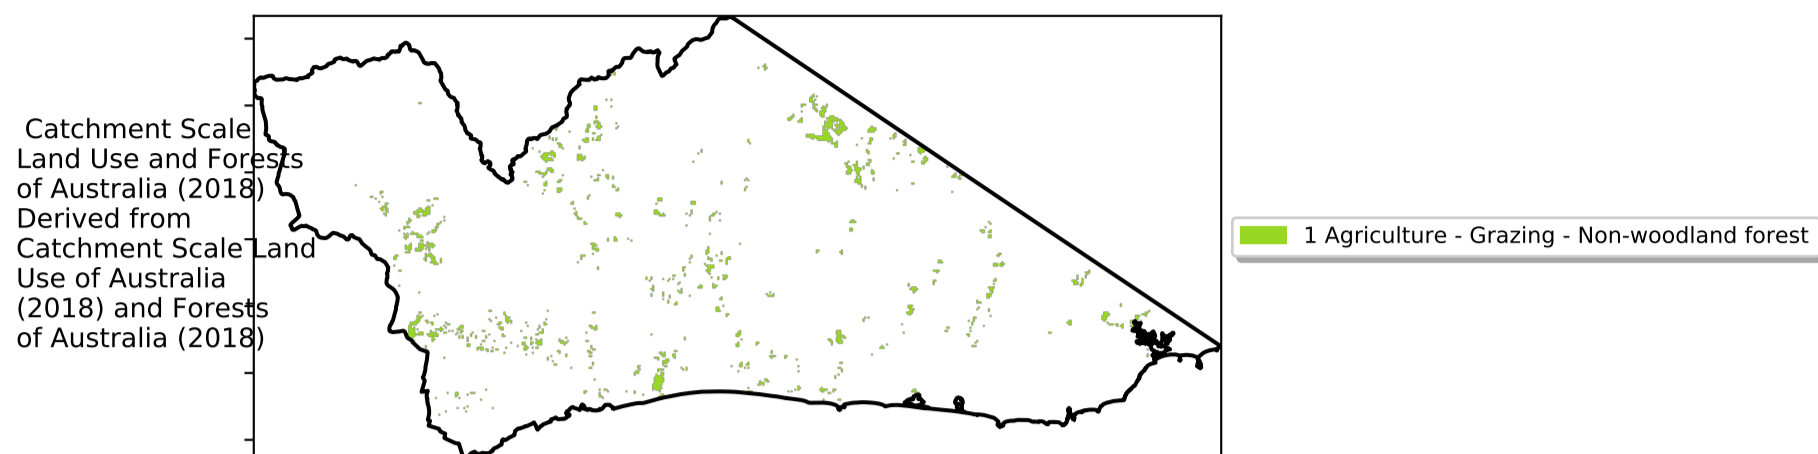 Catchment Scale
Land Use and Forests
of Australia (2018)
Derived from
Catchment Scale Land
Use of Australia
(2018) and Forests
of Australia (2018)
1 Agriculture - Grazing - Non-woodland forest